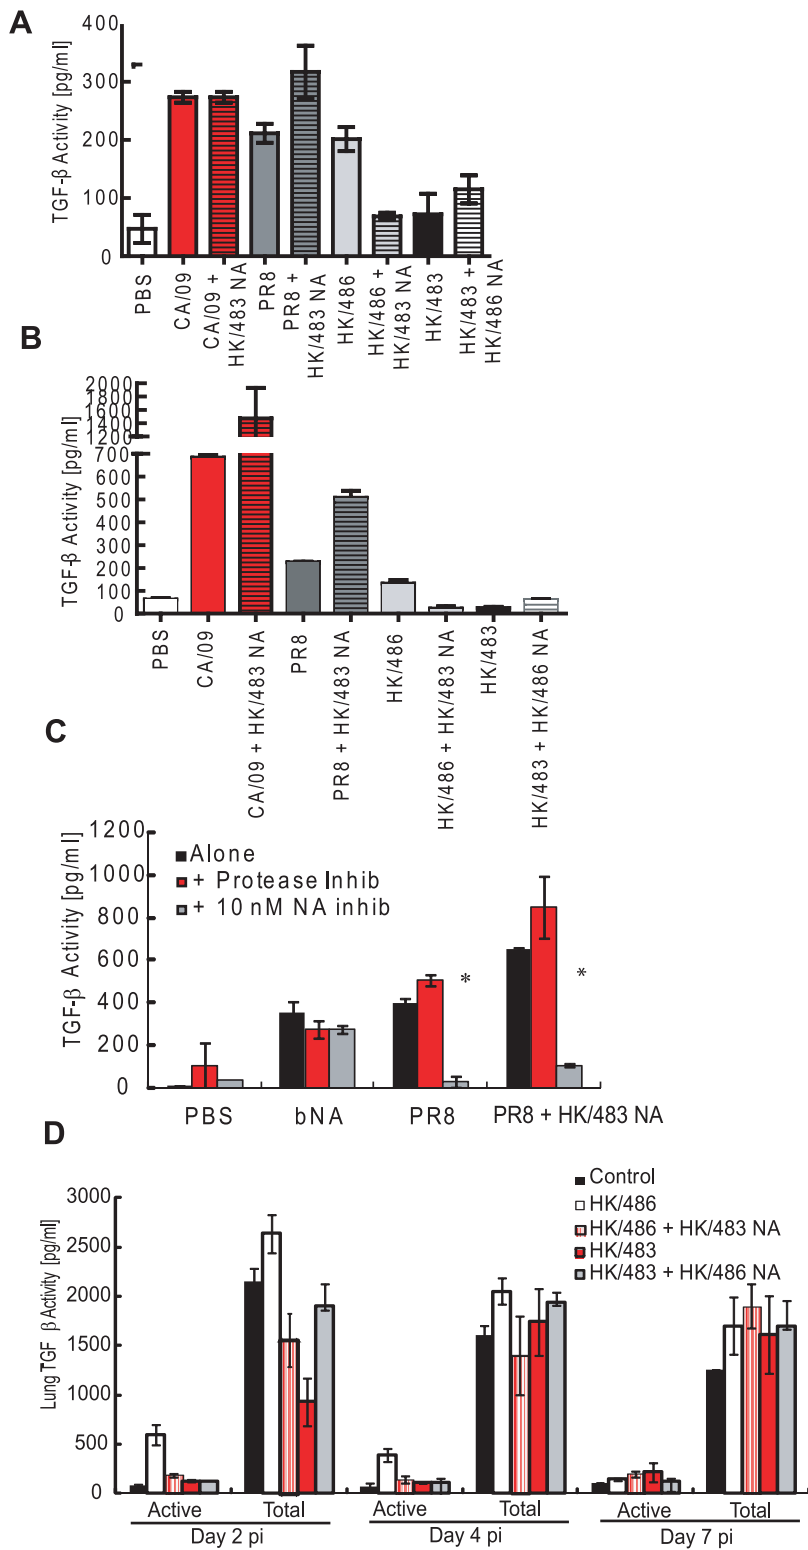 A
TGF-β Activity [pg/ml]
400
300
200
100
0
PBS
CA/09
CA/09 +
HK/483 NA
PR8
PR8 +
HK/483 NA
HK/486
HK/486 +
HK/483 NA
HK/483
HK/483 +
HK/486 NA
B
TGF-β Activity [pg/ml]
2000
1800
1600
1400
1200
700
600
500
400
300
200
100
0
PBS
CA/09
CA/09 + HK/483 NA
PR8
PR8 + HK/483 NA
HK/486
HK/486 + HK/483 NA
HK/483
HK/483 + HK/486 NA
C
TGF-β Activity [pg/ml]
1200
1000
800
600
400
200
0
Alone
+ Protease Inhib
+ 10 nM NA inhib
*
*
PBS
bNA
PR8
PR8 + HK/483 NA
D
Lung TGF β Activity [pg/ml]
3000
2500
2000
1500
1000
500
0
Control
HK/486
HK/486 + HK/483 NA
HK/483
HK/483 + HK/486 NA
Active Total Active Total Active Total
Day 2 pi Day 4 pi Day 7 pi